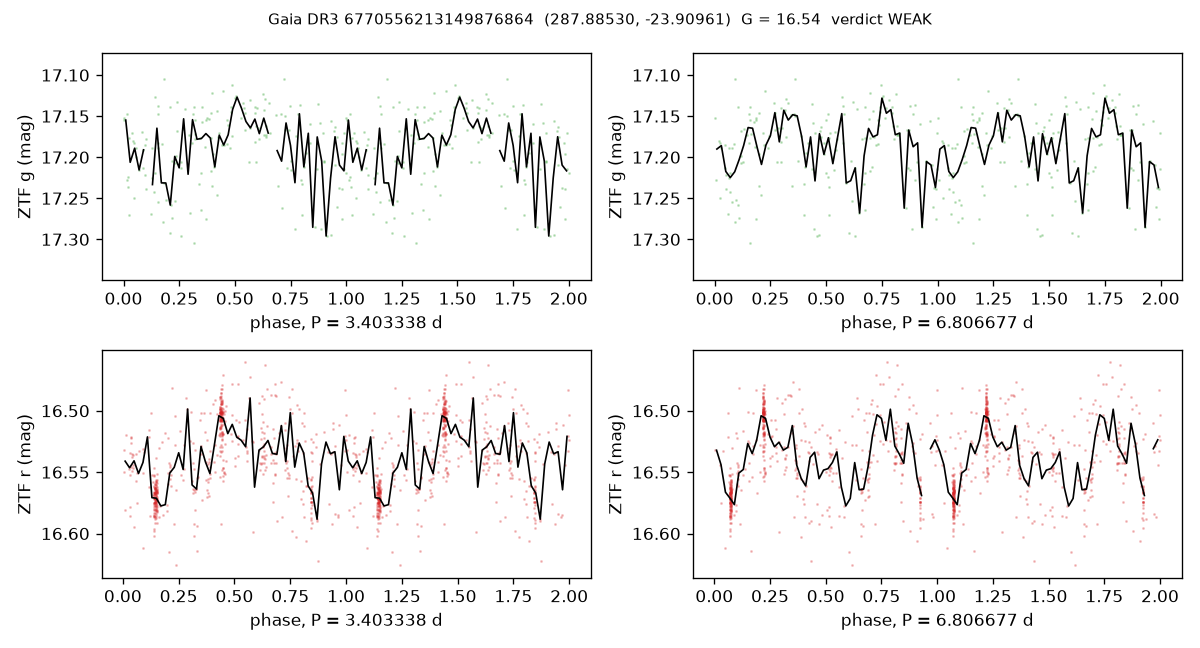 Gaia DR3 6770556213149876864 (287.88530, -23.90961) G = 16.54 verdict WEAK
ZTF g (mag)
17.10
17.15
17.20
17.25
17.30
0.00 0.25 0.50 0.75 1.00 1.25 1.50 1.75 2.00
phase, P = 3.403338 d
ZTF g (mag)
17.10
17.15
17.20
17.25
17.30
0.00 0.25 0.50 0.75 1.00 1.25 1.50 1.75 2.00
phase, P = 6.806677 d
ZTF r (mag)
16.50
16.55
16.60
0.00 0.25 0.50 0.75 1.00 1.25 1.50 1.75 2.00
phase, P = 3.403338 d
ZTF r (mag)
16.50
16.55
16.60
0.00 0.25 0.50 0.75 1.00 1.25 1.50 1.75 2.00
phase, P = 6.806677 d